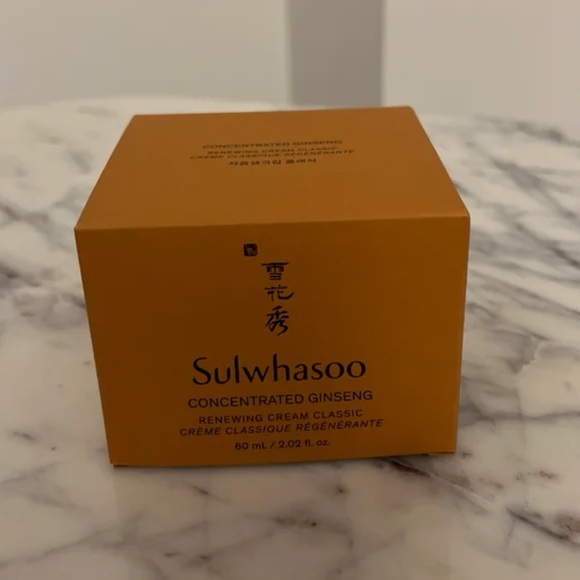 CONCENTRATED GINSENG
RENEWING CREAM CLASSIC
CRÈME CLASSIQUE RÉGÉNÉRANTE
雪
花
秀
Sulwhasoo
CONCENTRATED GINSENG
RENEWING CREAM CLASSIC
CRÈME CLASSIQUE RÉGÉNÉRANTE
60 mL / 2.02 fl. oz.